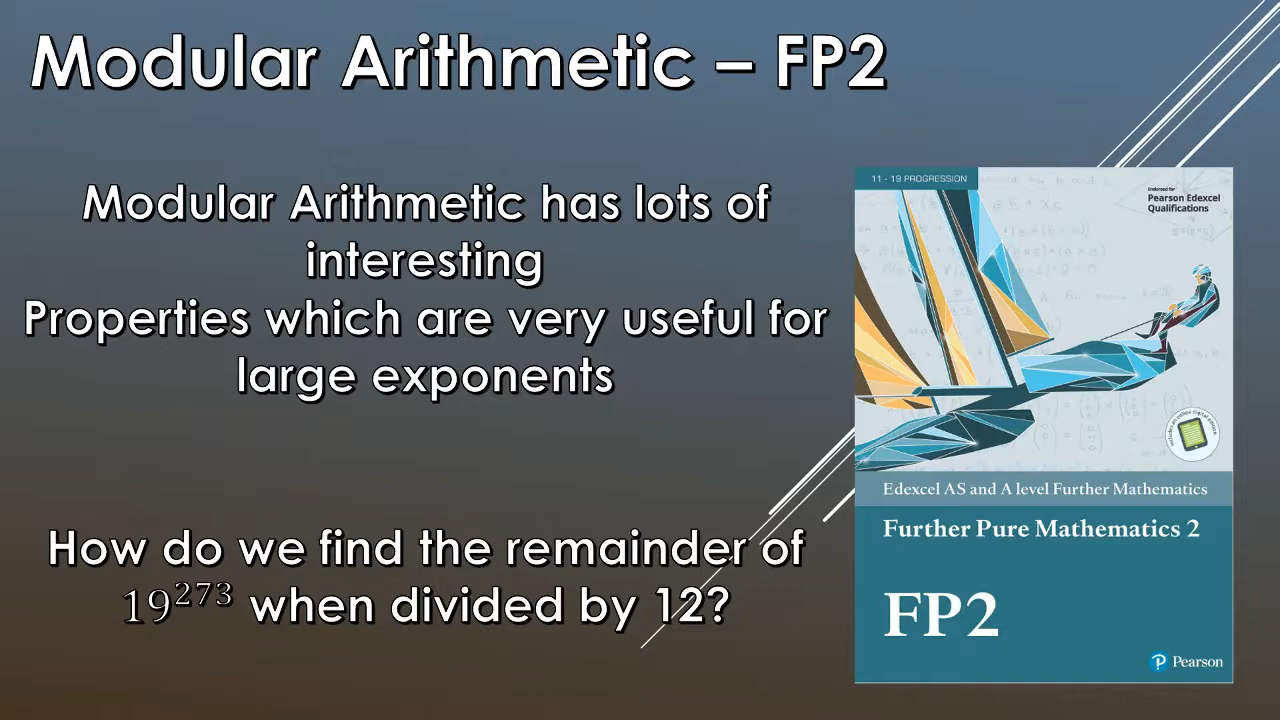 Modular Arithmetic – FP2
Modular Arithmetic has lots of
interesting
Properties which are very useful for
large exponents
How do we find the remainder of
19²⁷³ when divided by 12?
11 - 19 PROGRESSION
Endorsed for
Pearson Edexcel
Qualifications
Edexcel AS and A level Further Mathematics
Further Pure Mathematics 2
FP2
Pearson